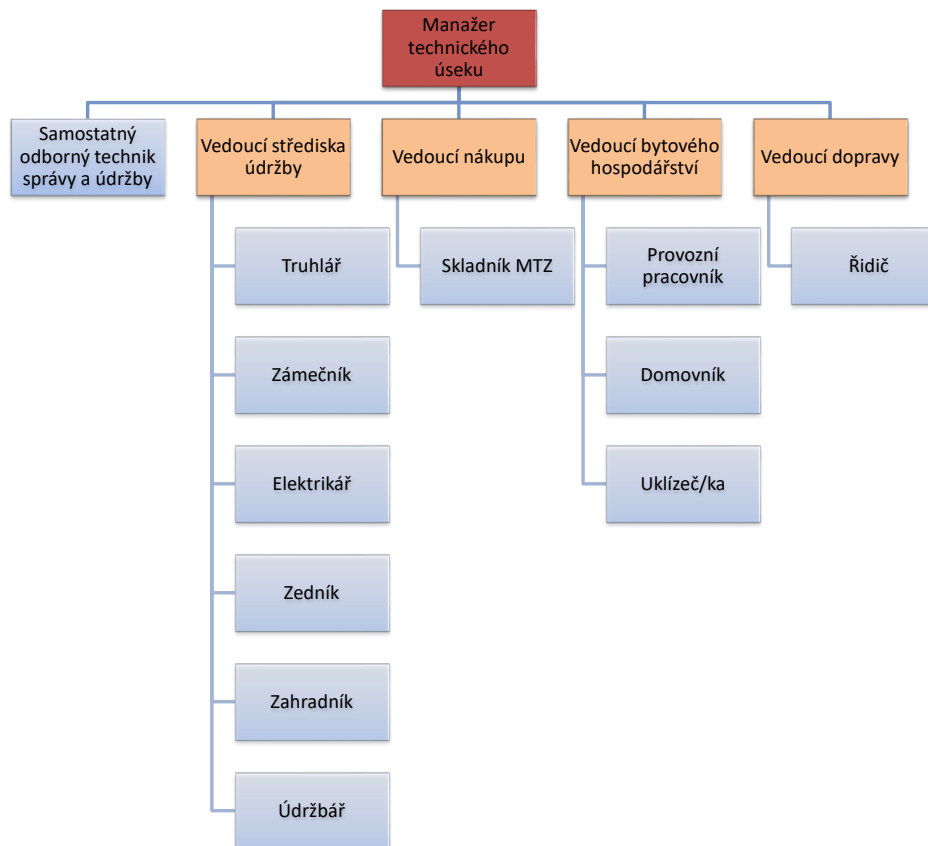 Manažer
technického
úseku
Samostatný
odborný technik
správy a údržby
Vedoucí střediska
údržby
Vedoucí nákupu
Vedoucí bytového
hospodářství
Vedoucí dopravy
Truhlář
Zámečník
Elektrikář
Zedník
Zahradník
Údržbář
Skladník MTZ
Provozní
pracovník
Domovník
Uklízeč/ka
Řidič